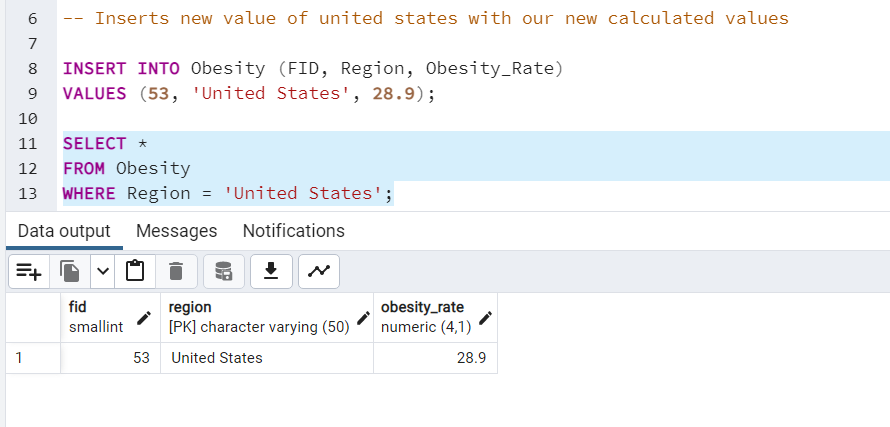 6 -- Inserts new value of united states with our new calculated values
7
8 INSERT INTO Obesity (FID, Region, Obesity_Rate)
9 VALUES (53, 'United States', 28.9);
10
11 SELECT *
12 FROM Obesity
13 WHERE Region = 'United States';
Data output Messages Notifications
fid region obesity_rate
smallint [PK] character varying (50) numeric (4,1)
1 53 United States 28.9